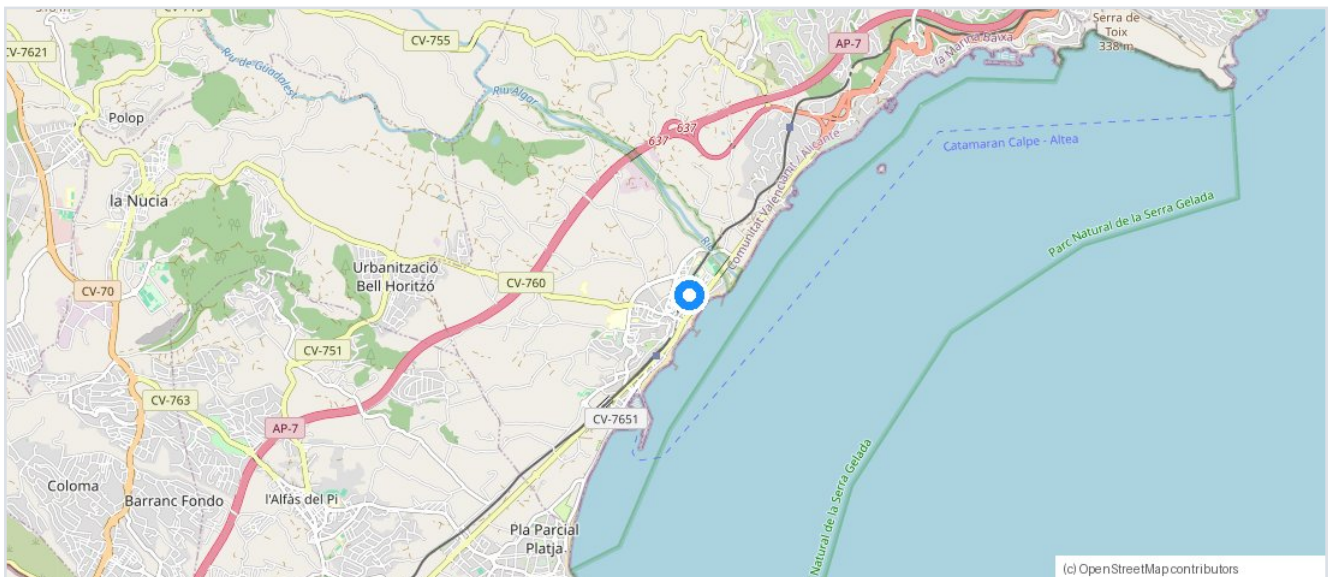 CV-755
AP-7
Serra de
Toix
338 m
la Marina Baixa
CV-7621
Riu de Guadalest
Riu Algar
Polop
637
637
Catamaran Calpe - Altea
la Nucia
Comunitat Valenciana / Alicante
Parc Natural de la Serra Gelada
Riu
Urbanització
Bell Horitzó
CV-70
CV-760
CV-751
CV-763
CV-7651
AP-7
Coloma
Barranc Fondo
l'Alfàs del Pi
Pla Parcial
Platja
Natural de la Serra Gelada
(c) OpenStreetMap contributors